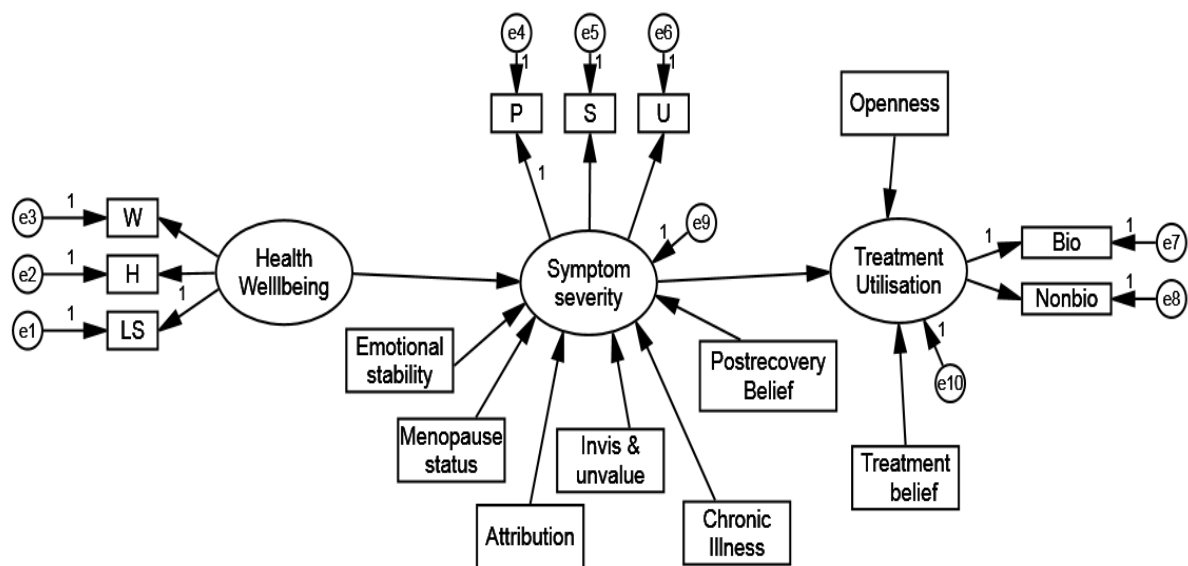 e4
e5
e6
1
1
1
P
S
U
Openness
1
e3
1
W
e9
1
Health
Welllbeing
Symptom
severity
Treatment
Utilisation
1
Bio
1
e7
e2
1
H
1
Nonbio
1
e8
e1
1
LS
Emotional
stability
Postrecovery
Belief
1
e10
Menopause
status
Invis &
unvalue
Treatment
belief
Attribution
Chronic
Illness